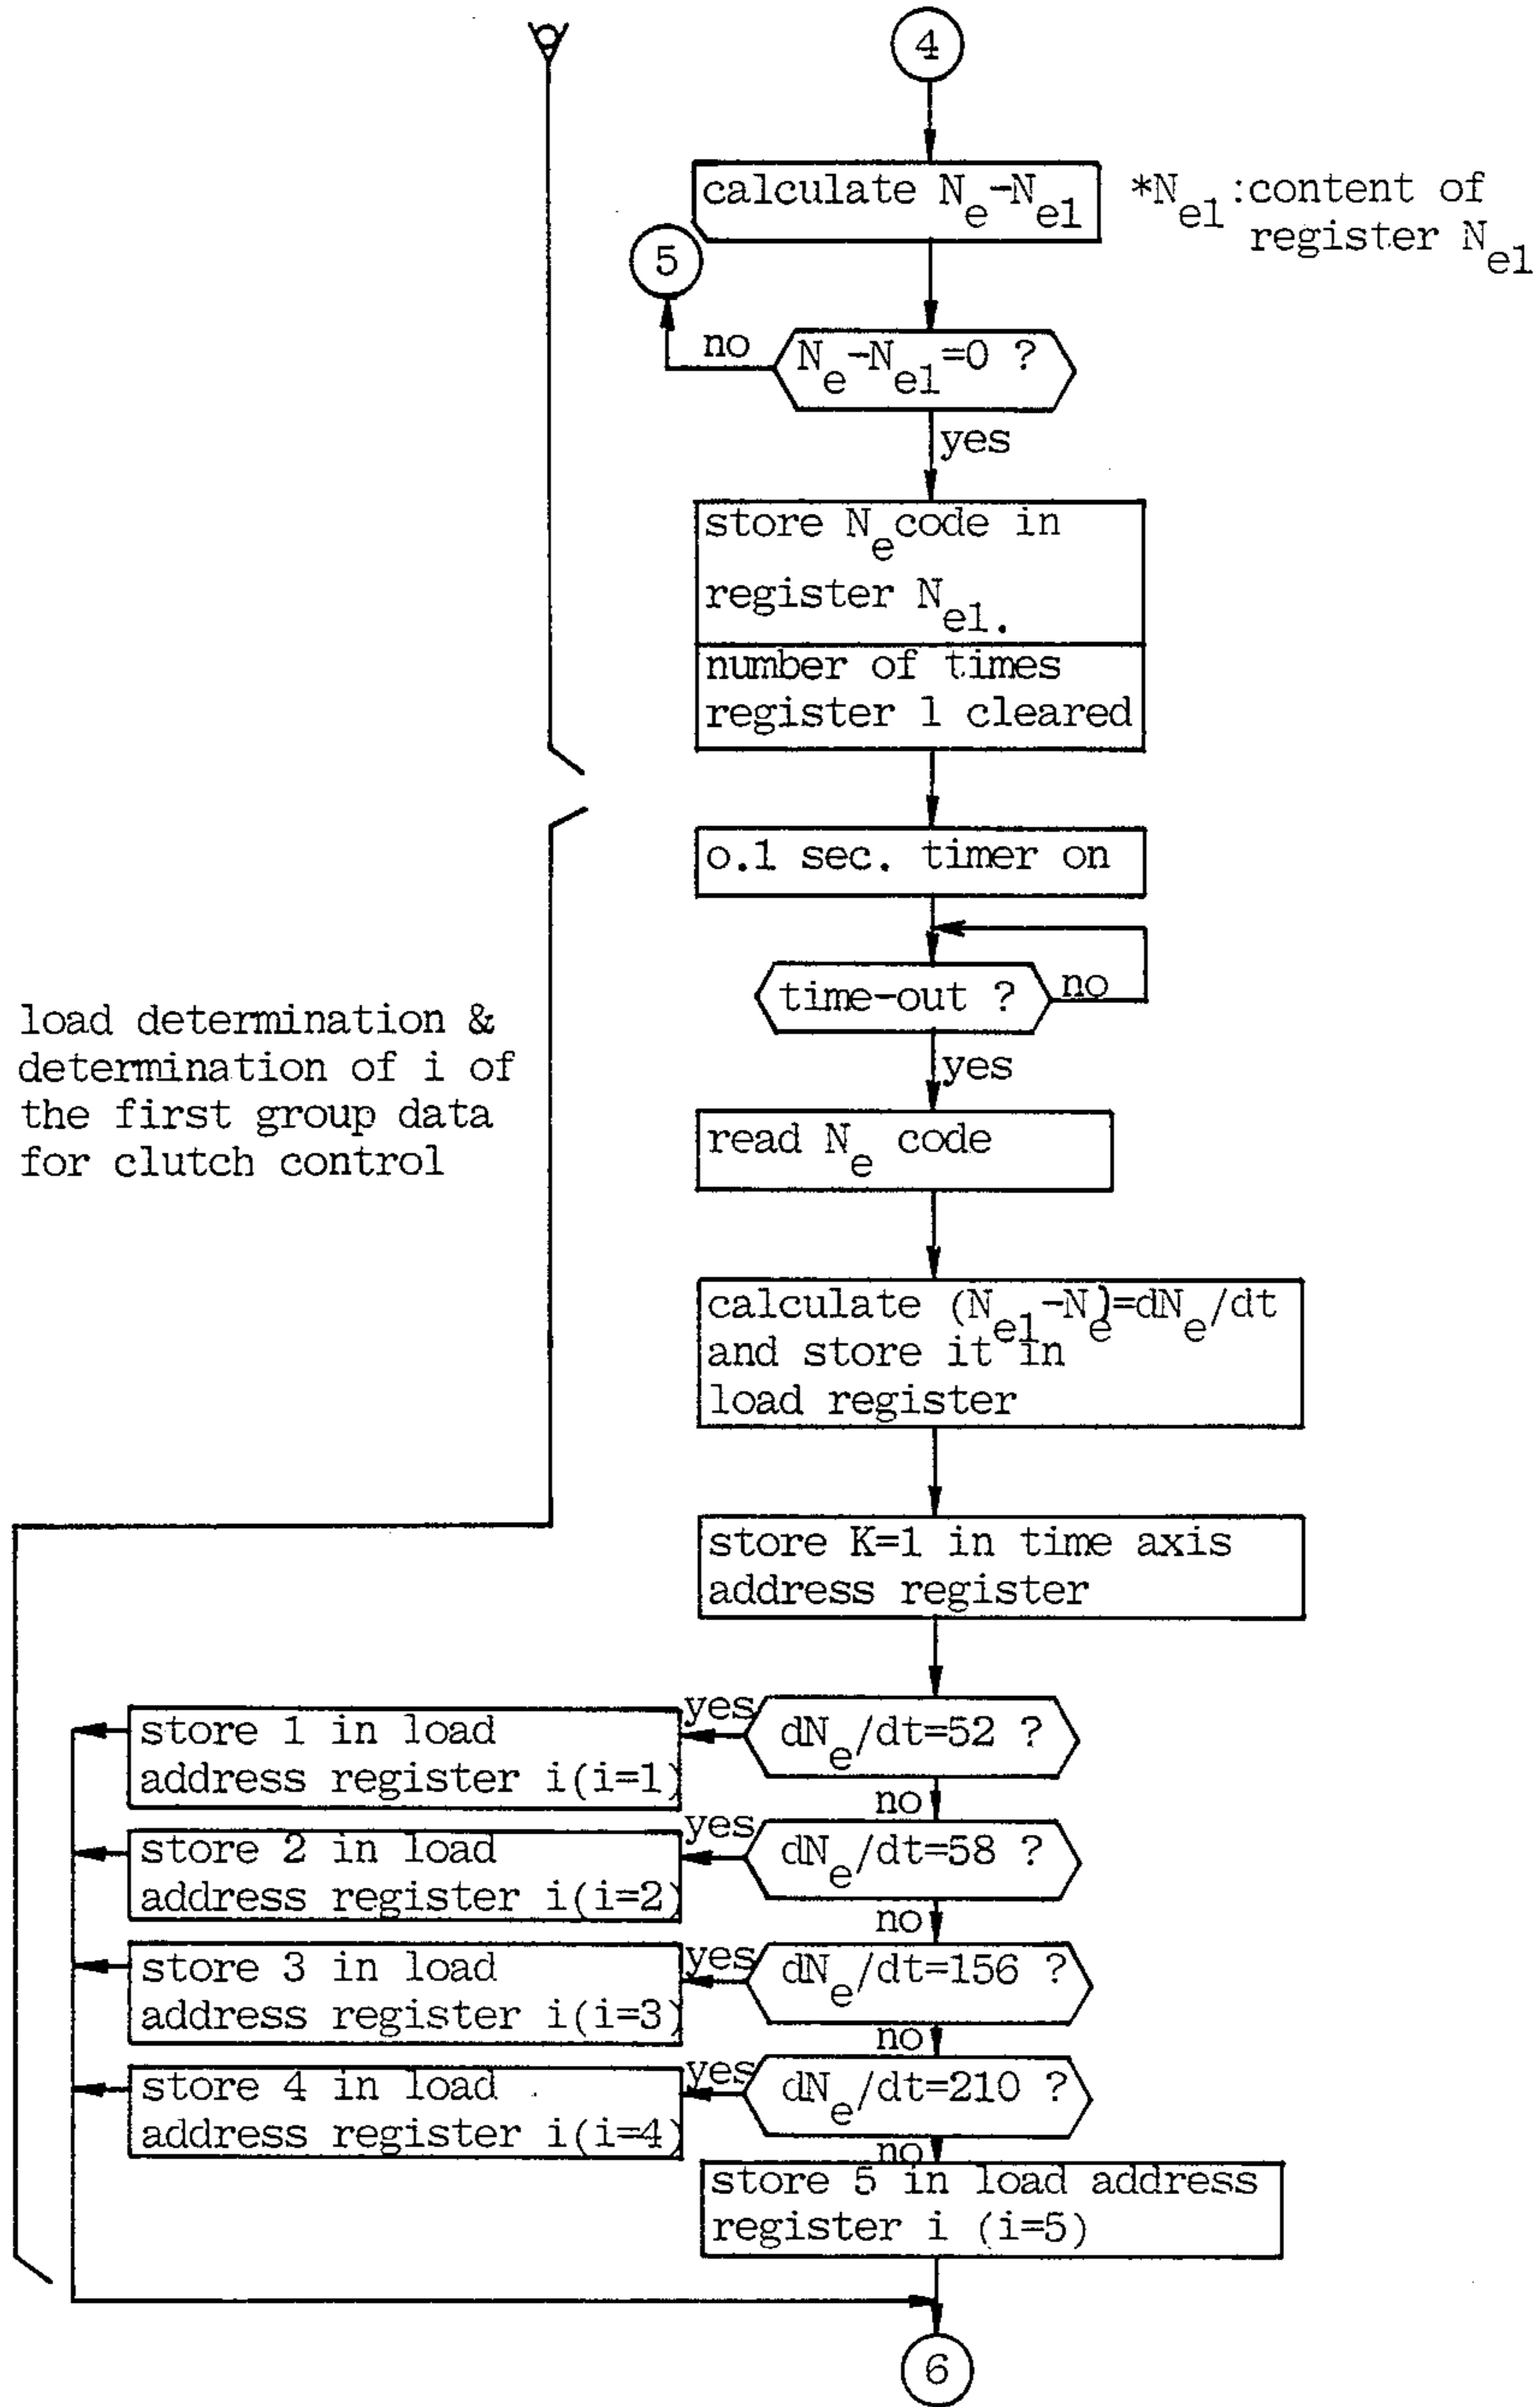 4
calculate Ne-Ne1
*Ne1:content of
register Ne1
5
no
Ne-Ne1=0 ?
yes
store Ne code in
register Ne1.
number of times
register 1 cleared
o.1 sec. timer on
time-out ?
no
yes
read Ne code
load determination &
determination of i of
the first group data
for clutch control
calculate (Ne1-Ne)=dNe/dt
and store it in
load register
store K=1 in time axis
address register
dNe/dt=52 ?
yes
store 1 in load
address register i(i=1)
no
dNe/dt=58 ?
yes
store 2 in load
address register i(i=2)
no
dNe/dt=156 ?
yes
store 3 in load
address register i(i=3)
no
dNe/dt=210 ?
yes
store 4 in load
address register i(i=4)
no
store 5 in load address
register i (i=5)
6